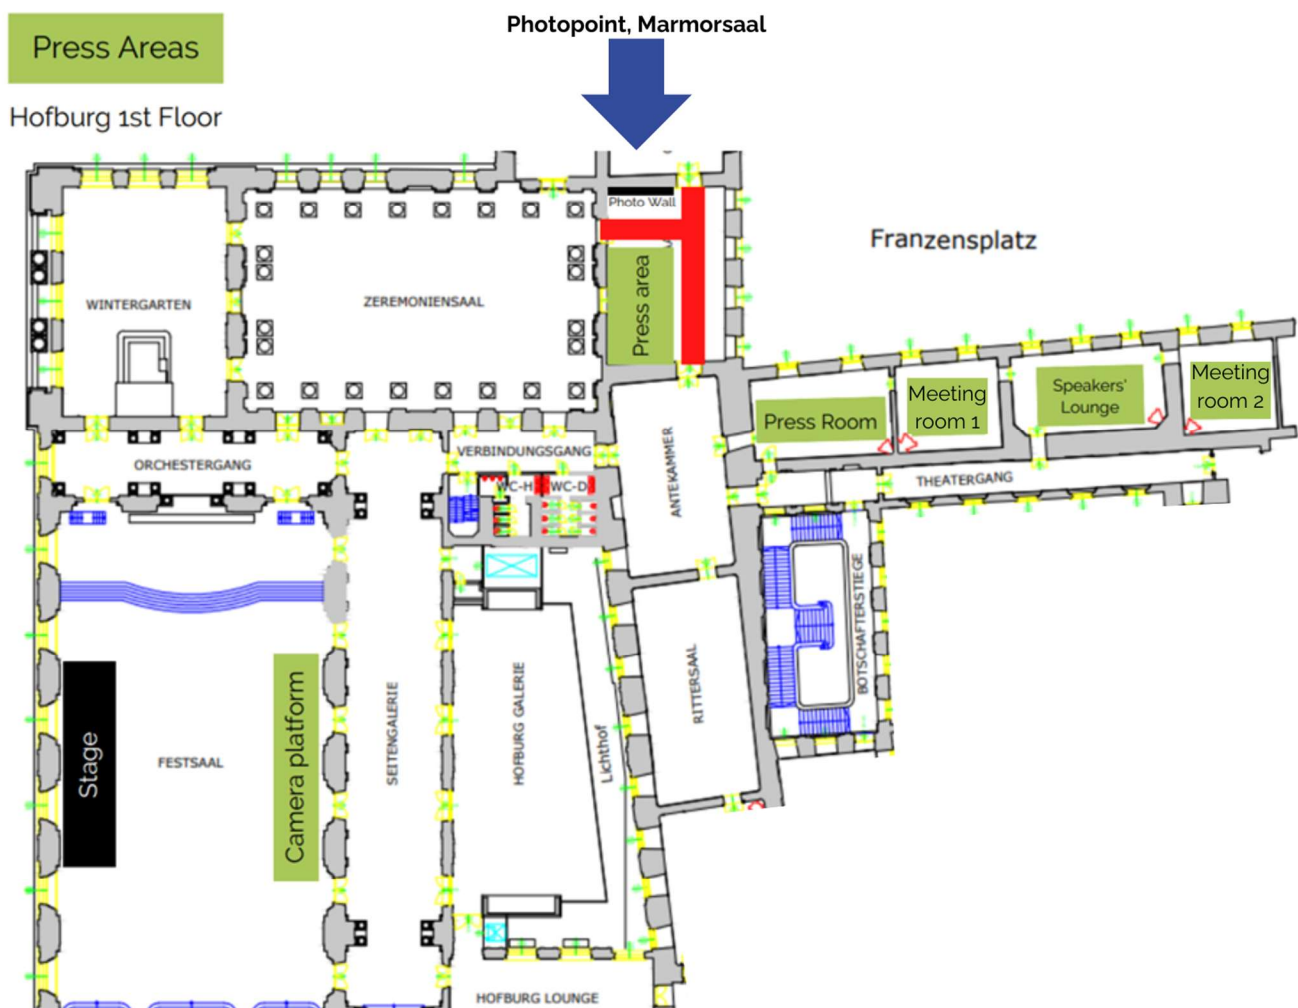 Photopoint, Marmorsaal
Press Areas
Hofburg 1st Floor
Photo Wall
Press area
Franzensplatz
WINTERGARTEN
ZEREMONIENSAAL
Press Room
Meeting
room 1
Speakers'
Lounge
Meeting
room 2
ORCHESTERGANG
VERBINDUNGSGANG
WC-H
WC-D
ANTEKAMMER
THEATERGANG
BOTSCHAFTERSTIEGE
Stage
FESTSAAL
Camera platform
SEITENGALERIE
HOFBURG GALERIE
Lichthof
RITTERSAAL
HOFBURG LOUNGE